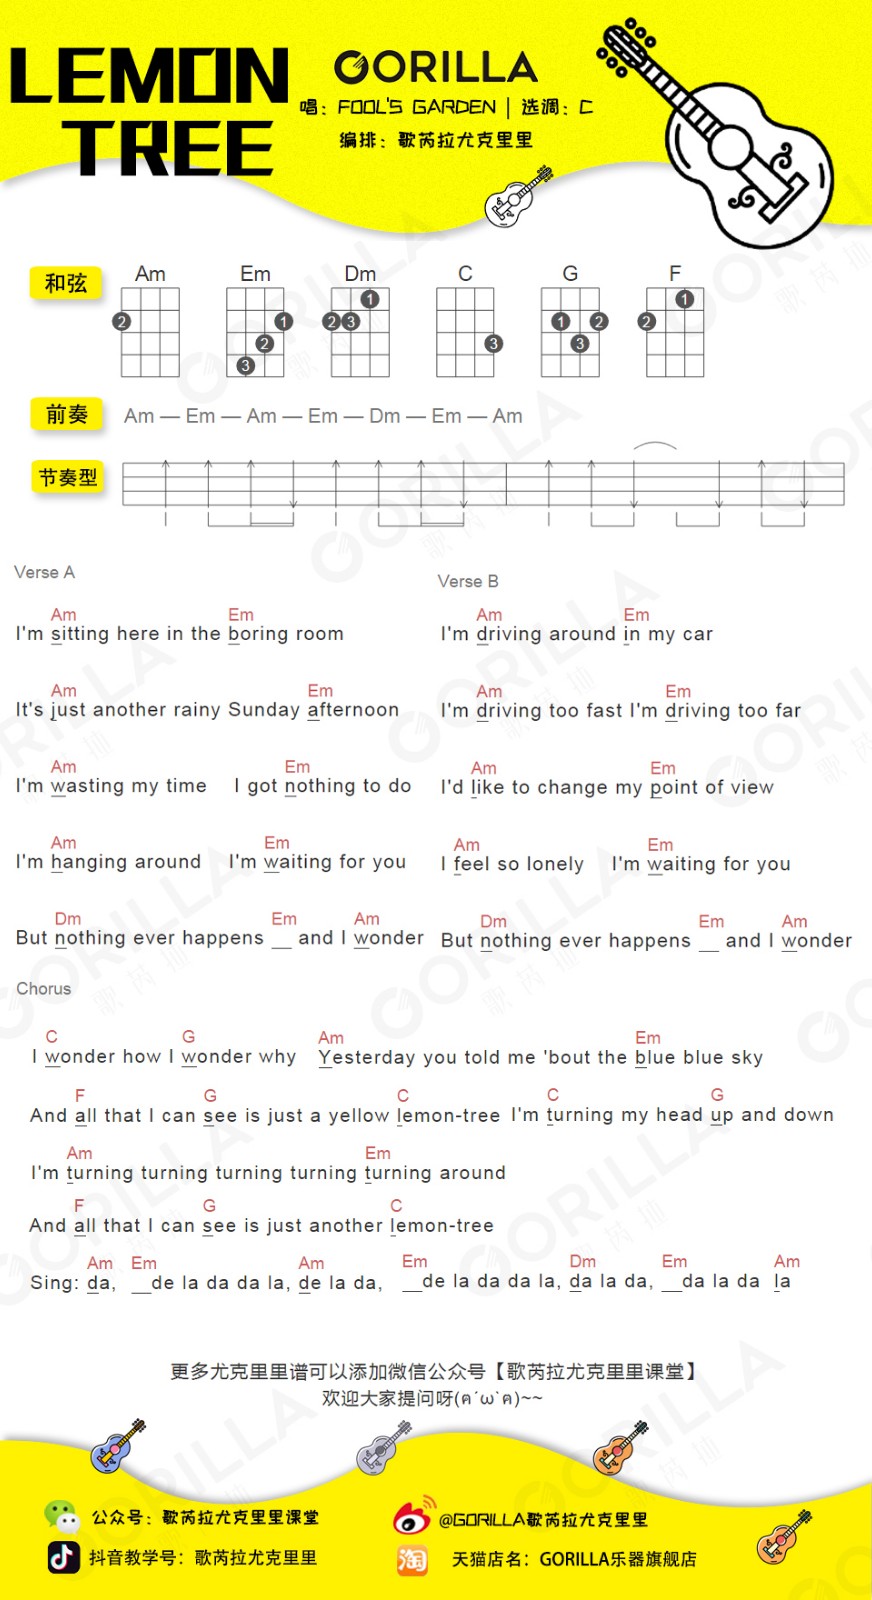 LEMON
TREE
GORILLA
唱：FOOL'S GARDEN | 选调：C
编排：歌芮拉尤克里里
和弦
Am Em Dm C G F
2 1 2 3 2 3 1 3 1 2 3 2 1
前奏
Am — Em — Am — Em — Dm — Em — Am
节奏型
Verse A
Am Em
I'm sitting here in the boring room
Am Em
It's just another rainy Sunday afternoon
Am Em
I'm wasting my time I got nothing to do
Am Em
I'm hanging around I'm waiting for you
Dm Em Am
But nothing ever happens __ and I wonder
Verse B
Am Em
I'm driving around in my car
Am Em
I'm driving too fast I'm driving too far
Am Em
I'd like to change my point of view
Am Em
I feel so lonely I'm waiting for you
Dm Em Am
But nothing ever happens __ and I wonder
Chorus
C G Am Em
I wonder how I wonder why Yesterday you told me 'bout the blue blue sky
F G C C G
And all that I can see is just a yellow lemon-tree I'm turning my head up and down
Am Em
I'm turning turning turning turning turning around
F G C
And all that I can see is just another lemon-tree
Am Em Am Em Dm Em Am
Sing: da, __de la da da la, de la da, __de la da da la, da la da, __da la da la
更多尤克里里谱可以添加微信公众号【歌芮拉尤克里里课堂】
欢迎大家提问呀(ฅ´ω`ฅ)~~
公众号：歌芮拉尤克里里课堂
@GORILLA歌芮拉尤克里里
抖音教学号：歌芮拉尤克里里
淘 天猫店名：GORILLA乐器旗舰店